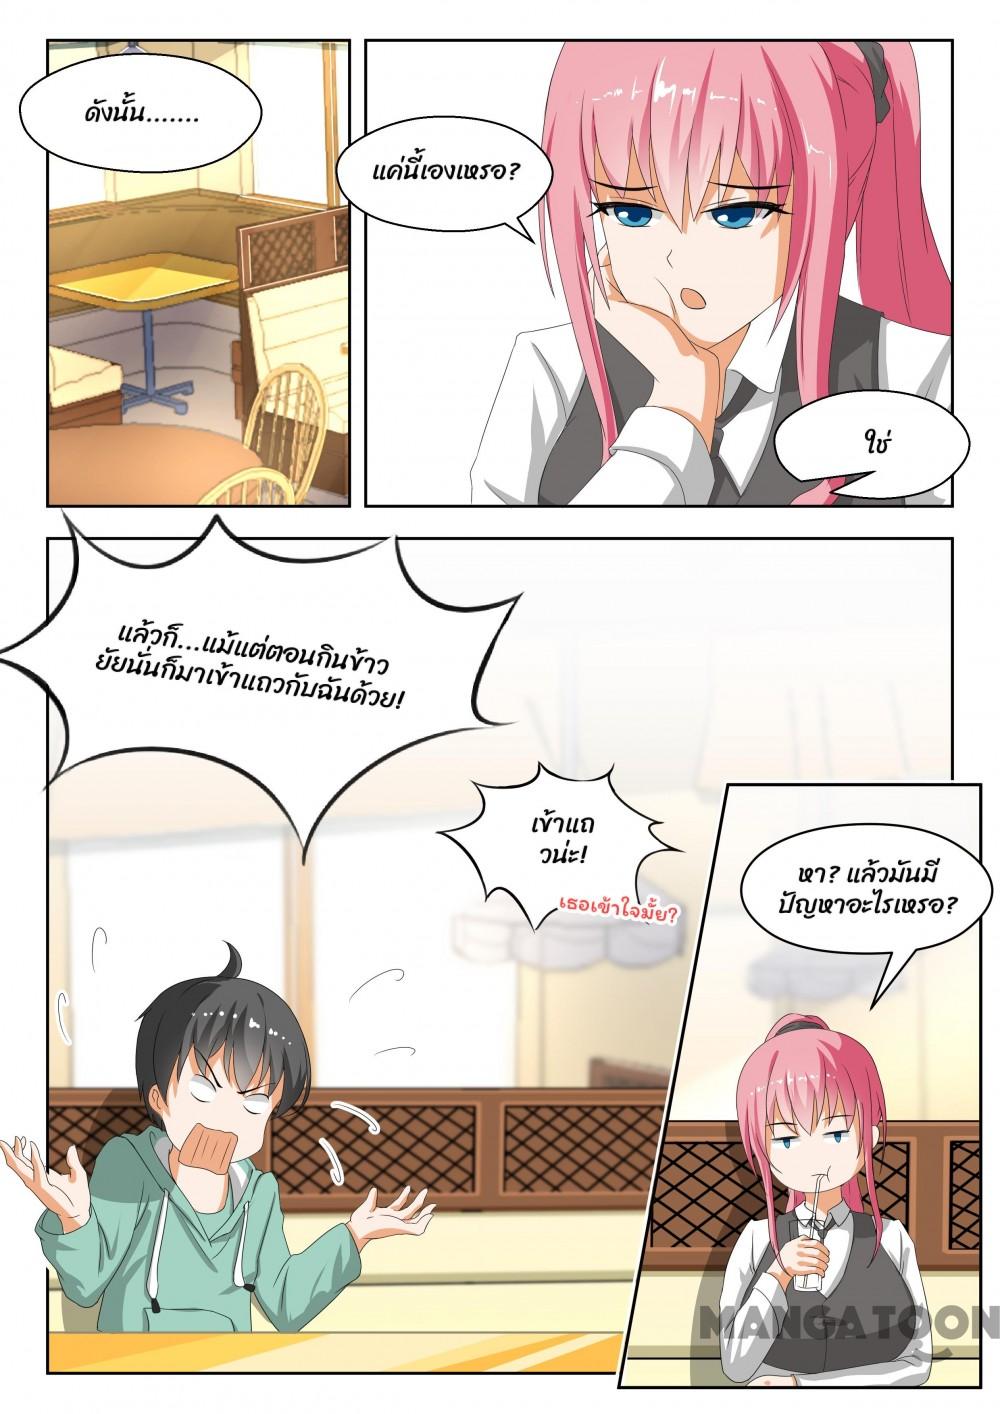 ดังนั้น.......
แค่นี้เองเหรอ?
ใช่
แล้วก็...แม้แต่ตอนกินข้าว
ยัยนั่นก็มาเข้าแถวกับฉันด้วย!
เข้าแถ
วน่ะ!
เธอเข้าใจมั้ย?
หา? แล้วมันมี
ปัญหาอะไรเหรอ?
MANGATOON